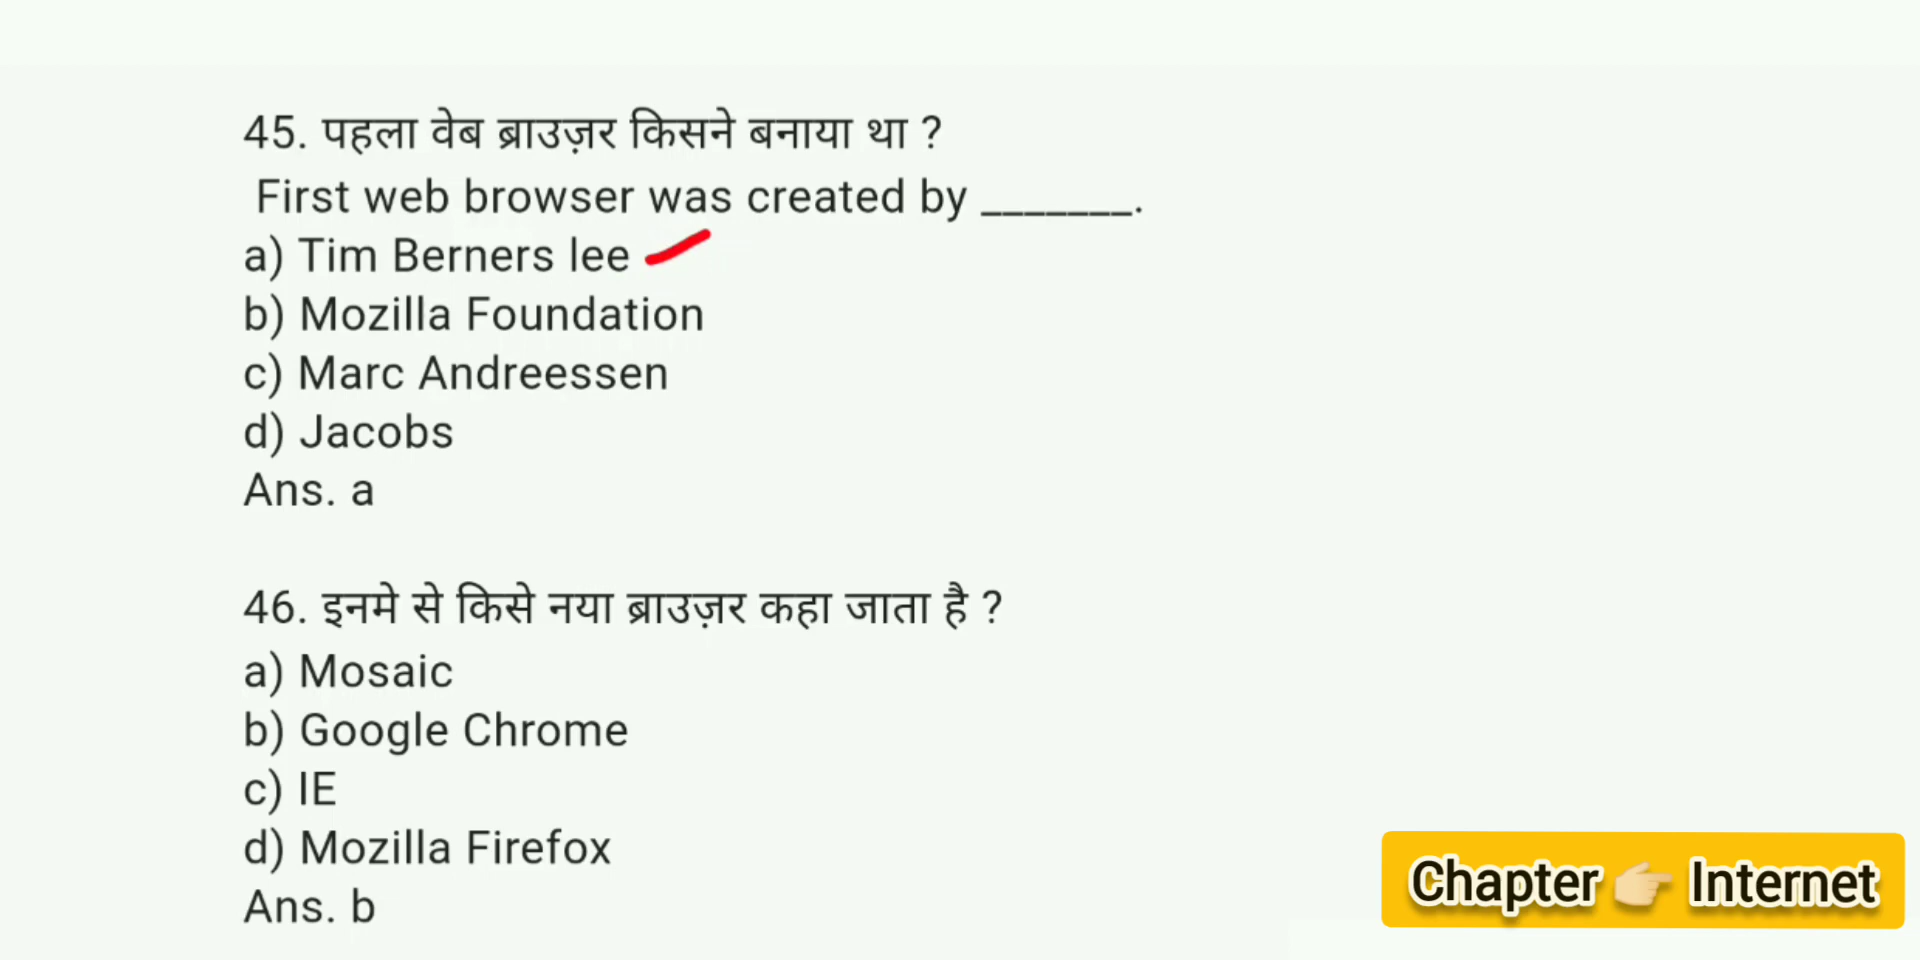 45. पहला वेब ब्राउज़र किसने बनाया था ?
First web browser was created by _______.
a) Tim Berners lee
b) Mozilla Foundation
c) Marc Andreessen
d) Jacobs
Ans. a
46. इनमे से किसे नया ब्राउज़र कहा जाता है ?
a) Mosaic
b) Google Chrome
c) IE
d) Mozilla Firefox
Ans. b
Chapter 👉 Internet